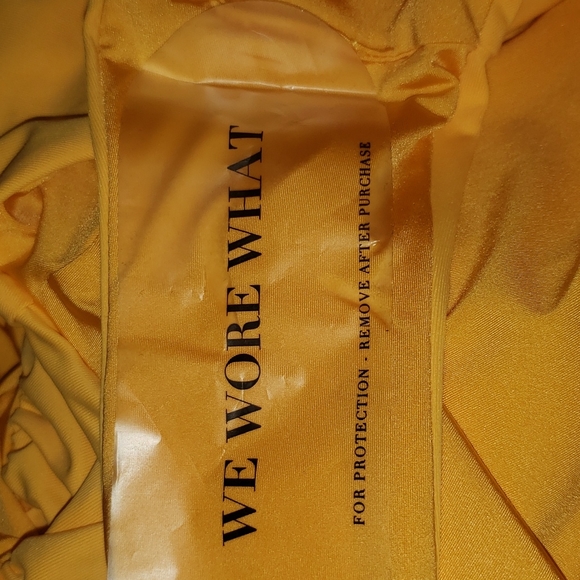 WE WORE WHAT
FOR PROTECTION - REMOVE AFTER PURCHASE